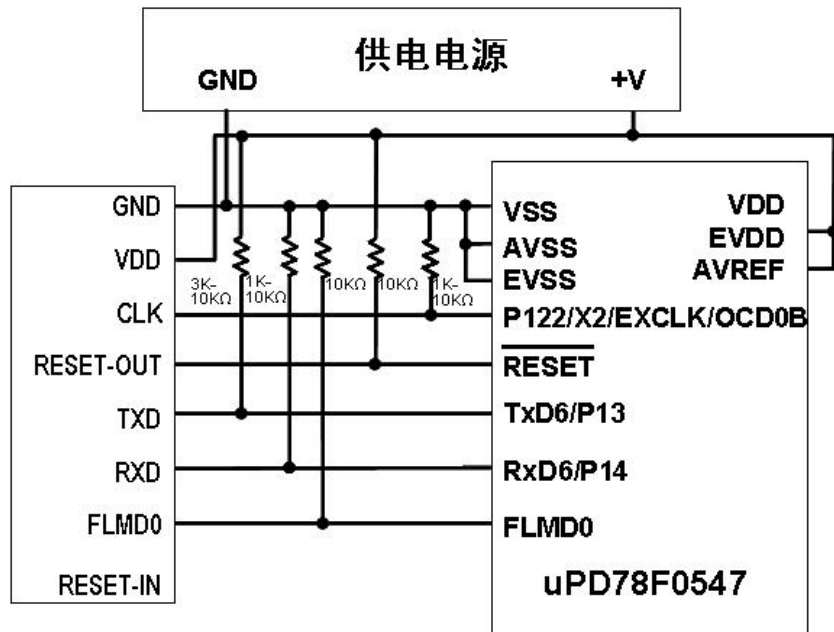 供电电源
GND
+V
GND
VDD
CLK
RESET-OUT
TXD
RXD
FLMD0
RESET-IN
3K-
10KΩ
1K-
10KΩ
10KΩ
10KΩ
1K-
10KΩ
VSS
AVSS
EVSS
P122/X2/EXCLK/OCD0B
RESET
TxD6/P13
RxD6/P14
FLMD0
VDD
EVDD
AVREF
uPD78F0547